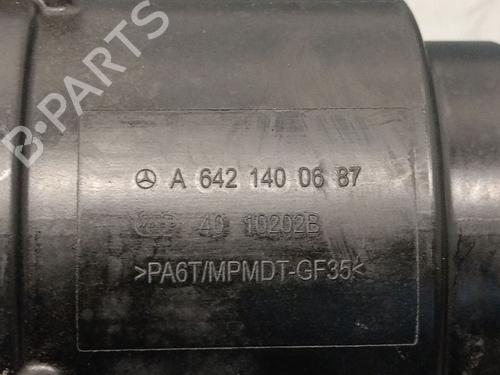 B-PARTS
A 642 140 06 87
40 10202B
>PA6T/MPMDT-GF35<